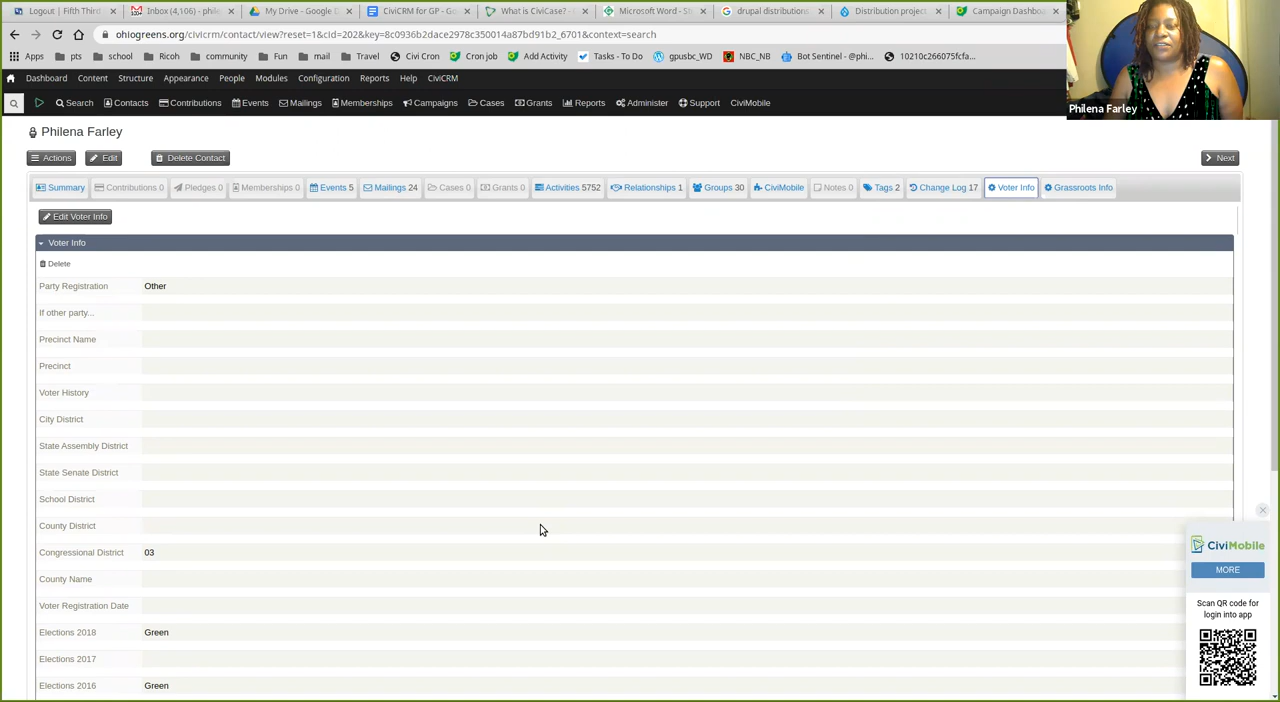 Logout | Fifth Third
Inbox (4,106) - phile
My Drive - Google D
CiviCRM for GP - Go
What is CiviCase? -
Microsoft Word - St
drupal distributions
Distribution project
Campaign Dashboa
ohiogreens.org/civicrm/contact/view?reset=1&cid=202&key=8c0936b2dace297ac350014a87bd91b2_6701&context=search
Apps pts school Ricoh community Fun mail Travel Civi Cron Cron job Add Activity Tasks - To Do gpusbc_WD NBC_NB Bot Sentinel - @phi... 10210c266075fcfa...
Dashboard Content Structure Appearance People Modules Configuration Reports Help CiviCRM
Search Contacts Contributions Events Mailings Memberships Campaigns Cases Grants Reports Administer Support CiviMobile
Philena Farley
Philena Farley
Actions Edit Delete Contact Next
Summary Contributions 0 Pledges 0 Memberships 0 Events 5 Mailings 24 Cases 0 Grants 0 Activities 5752 Relationships 1 Groups 30 CiviMobile Notes 0 Tags 2 Change Log 17 Voter Info Grassroots Info
Edit Voter Info
Voter Info
Delete
Party Registration Other
If other party...
Precinct Name
Precinct
Voter History
City District
State Assembly District
State Senate District
School District
County District
Congressional District 03
County Name
Voter Registration Date
Elections 2018 Green
Elections 2017
Elections 2016 Green
CiviMobile
MORE
Scan QR code for
login into app